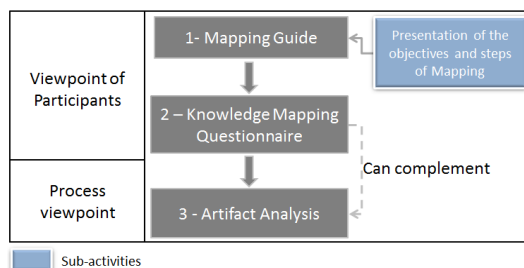 1- Mapping Guide
Presentation of the
objectives and steps
of Mapping
Viewpoint of
Participants
2 – Knowledge Mapping
Questionnaire
Can complement
Process
viewpoint
3 - Artifact Analysis
Sub-activities